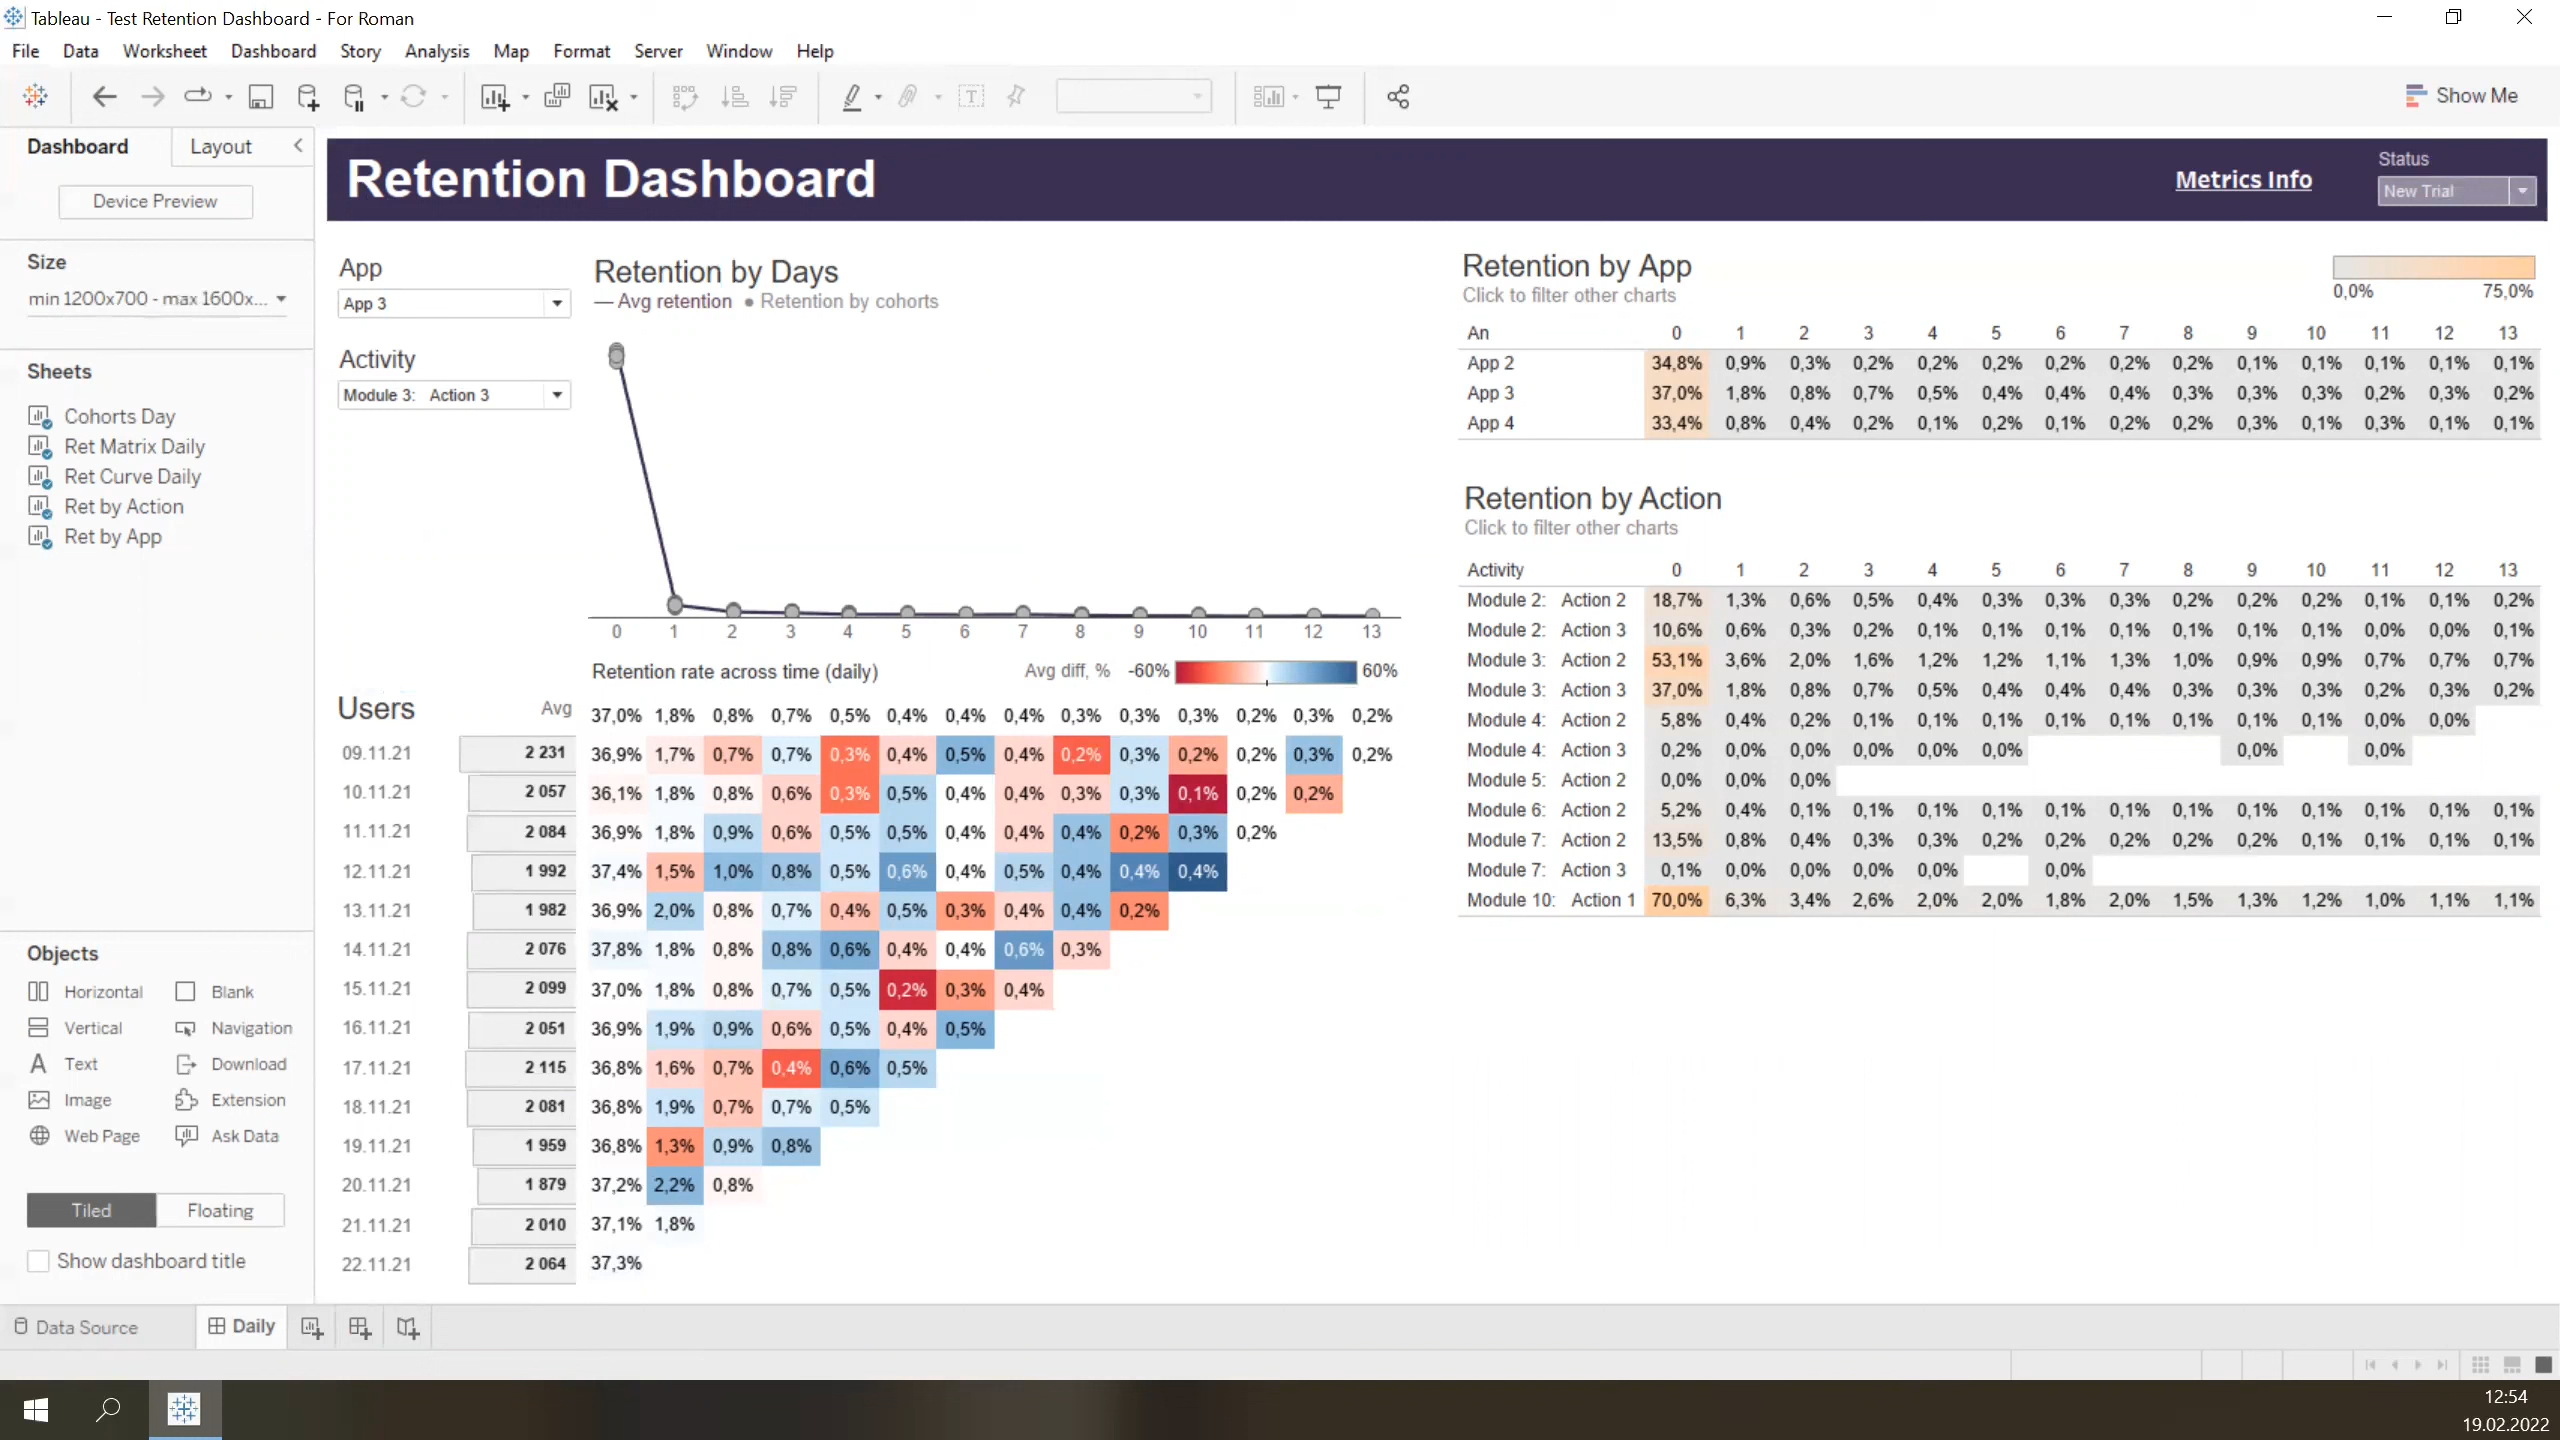 Tableau - Test Retention Dashboard - For Roman
File Data Worksheet Dashboard Story Analysis Map Format Server Window Help
Show Me
Dashboard Layout
Device Preview
Size
min 1200x700 - max 1600x...
Sheets
Cohorts Day
Ret Matrix Daily
Ret Curve Daily
Ret by Action
Ret by App
Objects
Horizontal Blank
Vertical Navigation
Text Download
Image Extension
Web Page Ask Data
Tiled Floating
Show dashboard title
Retention Dashboard
Metrics Info
Status
New Trial
App
App 3
Activity
Module 3: Action 3
Retention by Days
— Avg retention ● Retention by cohorts
0 1 2 3 4 5 6 7 8 9 10 11 12 13
Retention rate across time (daily) Avg diff, % -60% 60%
Users Avg 37,0% 1,8% 0,8% 0,7% 0,5% 0,4% 0,4% 0,4% 0,3% 0,3% 0,3% 0,2% 0,3% 0,2%
09.11.21 2 231 36,9% 1,7% 0,7% 0,7% 0,3% 0,4% 0,5% 0,4% 0,2% 0,3% 0,2% 0,2% 0,3% 0,2%
10.11.21 2 057 36,1% 1,8% 0,8% 0,6% 0,3% 0,5% 0,4% 0,4% 0,3% 0,3% 0,1% 0,2% 0,2%
11.11.21 2 084 36,9% 1,8% 0,9% 0,6% 0,5% 0,5% 0,4% 0,4% 0,4% 0,2% 0,3% 0,2%
12.11.21 1 992 37,4% 1,5% 1,0% 0,8% 0,5% 0,6% 0,4% 0,5% 0,4% 0,4% 0,4%
13.11.21 1 982 36,9% 2,0% 0,8% 0,7% 0,4% 0,5% 0,3% 0,4% 0,4% 0,2%
14.11.21 2 076 37,8% 1,8% 0,8% 0,8% 0,6% 0,4% 0,4% 0,6% 0,3%
15.11.21 2 099 37,0% 1,8% 0,8% 0,7% 0,5% 0,2% 0,3% 0,4%
16.11.21 2 051 36,9% 1,9% 0,9% 0,6% 0,5% 0,4% 0,5%
17.11.21 2 115 36,8% 1,6% 0,7% 0,4% 0,6% 0,5%
18.11.21 2 081 36,8% 1,9% 0,7% 0,7% 0,5%
19.11.21 1 959 36,8% 1,3% 0,9% 0,8%
20.11.21 1 879 37,2% 2,2% 0,8%
21.11.21 2 010 37,1% 1,8%
22.11.21 2 064 37,3%
Retention by App
Click to filter other charts
0,0% 75,0%
An 0 1 2 3 4 5 6 7 8 9 10 11 12 13
App 2 34,8% 0,9% 0,3% 0,2% 0,2% 0,2% 0,2% 0,2% 0,2% 0,1% 0,1% 0,1% 0,1% 0,1%
App 3 37,0% 1,8% 0,8% 0,7% 0,5% 0,4% 0,4% 0,4% 0,3% 0,3% 0,3% 0,2% 0,3% 0,2%
App 4 33,4% 0,8% 0,4% 0,2% 0,1% 0,2% 0,1% 0,2% 0,2% 0,3% 0,1% 0,3% 0,1% 0,1%
Retention by Action
Click to filter other charts
Activity 0 1 2 3 4 5 6 7 8 9 10 11 12 13
Module 2: Action 2 18,7% 1,3% 0,6% 0,5% 0,4% 0,3% 0,3% 0,3% 0,2% 0,2% 0,2% 0,1% 0,1% 0,2%
Module 2: Action 3 10,6% 0,6% 0,3% 0,2% 0,1% 0,1% 0,1% 0,1% 0,1% 0,1% 0,1% 0,0% 0,0% 0,1%
Module 3: Action 2 53,1% 3,6% 2,0% 1,6% 1,2% 1,2% 1,1% 1,3% 1,0% 0,9% 0,9% 0,7% 0,7% 0,7%
Module 3: Action 3 37,0% 1,8% 0,8% 0,7% 0,5% 0,4% 0,4% 0,4% 0,3% 0,3% 0,3% 0,2% 0,3% 0,2%
Module 4: Action 2 5,8% 0,4% 0,2% 0,1% 0,1% 0,1% 0,1% 0,1% 0,1% 0,1% 0,1% 0,0% 0,0%
Module 4: Action 3 0,2% 0,0% 0,0% 0,0% 0,0% 0,0% 0,0% 0,0%
Module 5: Action 2 0,0% 0,0% 0,0%
Module 6: Action 2 5,2% 0,4% 0,1% 0,1% 0,1% 0,1% 0,1% 0,1% 0,1% 0,1% 0,1% 0,1% 0,1% 0,1%
Module 7: Action 2 13,5% 0,8% 0,4% 0,3% 0,3% 0,2% 0,2% 0,2% 0,2% 0,2% 0,1% 0,1% 0,1% 0,1%
Module 7: Action 3 0,1% 0,0% 0,0% 0,0% 0,0% 0,0%
Module 10: Action 1 70,0% 6,3% 3,4% 2,6% 2,0% 2,0% 1,8% 2,0% 1,5% 1,3% 1,2% 1,0% 1,1% 1,1%
Data Source Daily
12:54
19.02.2022